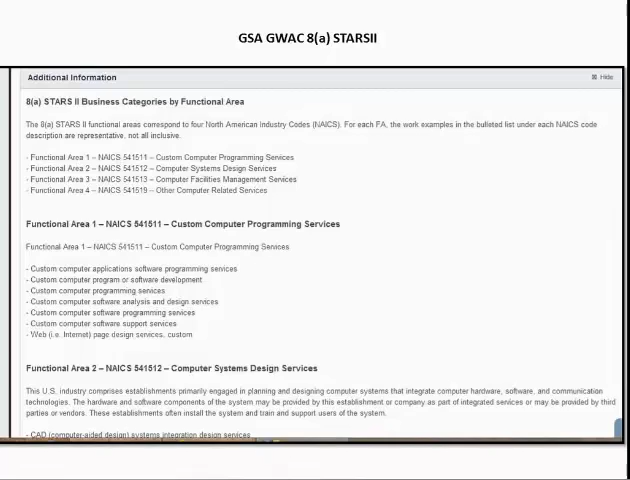 GSA GWAC 8(a) STARSII
Additional Information
Hide
8(a) STARS II Business Categories by Functional Area
The 8(a) STARS II functional areas correspond to four North American Industry Codes (NAICS). For each FA, the work examples in the bulleted list under each NAICS code
description are representative, not all inclusive.
- Functional Area 1 – NAICS 541511 – Custom Computer Programming Services
- Functional Area 2 – NAICS 541512 – Computer Systems Design Services
- Functional Area 3 – NAICS 541513 – Computer Facilities Management Services
- Functional Area 4 – NAICS 541519 – Other Computer Related Services
Functional Area 1 – NAICS 541511 – Custom Computer Programming Services
Functional Area 1 – NAICS 541511 – Custom Computer Programming Services
- Custom computer applications software programming services
- Custom computer program or software development
- Custom computer programming services
- Custom computer software analysis and design services
- Custom computer software programming services
- Custom computer software support services
- Web (i.e. Internet) page design services, custom
Functional Area 2 – NAICS 541512 – Computer Systems Design Services
This U.S. industry comprises establishments primarily engaged in planning and designing computer systems that integrate computer hardware, software, and communication
technologies. The hardware and software components of the system may be provided by this establishment or company as part of integrated services or may be provided by third
parties or vendors. These establishments often install the system and train and support users of the system.
- CAD (computer-aided design) systems integration design services